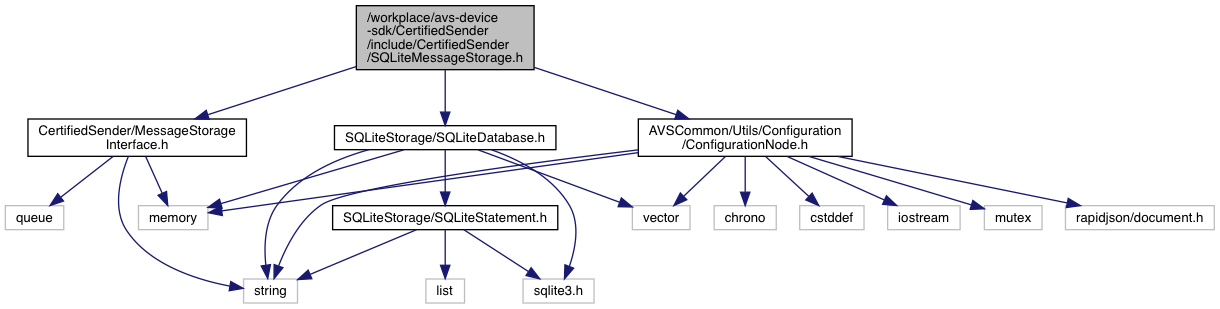 /workplace/avs-device
-sdk/CertifiedSender
/include/CertifiedSender
/SQLiteMessageStorage.h
CertifiedSender/MessageStorage
Interface.h
SQLiteStorage/SQLiteDatabase.h
AVSCommon/Utils/Configuration
/ConfigurationNode.h
queue
memory
SQLiteStorage/SQLiteStatement.h
vector
chrono
cstddef
iostream
mutex
rapidjson/document.h
string
list
sqlite3.h